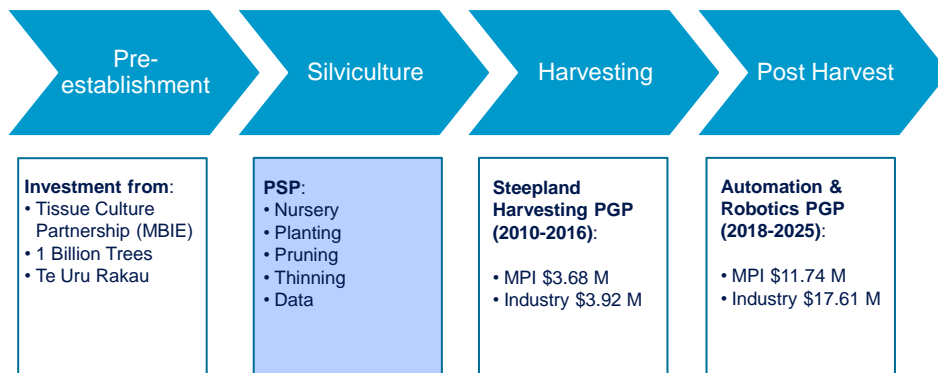 Pre-
establishment
Silviculture
Harvesting
Post Harvest
Investment from:
• Tissue Culture
Partnership (MBIE)
• 1 Billion Trees
• Te Uru Rakau
PSP:
• Nursery
• Planting
• Pruning
• Thinning
• Data
Steepland
Harvesting PGP
(2010-2016):
• MPI $3.68 M
• Industry $3.92 M
Automation &
Robotics PGP
(2018-2025):
• MPI $11.74 M
• Industry $17.61 M